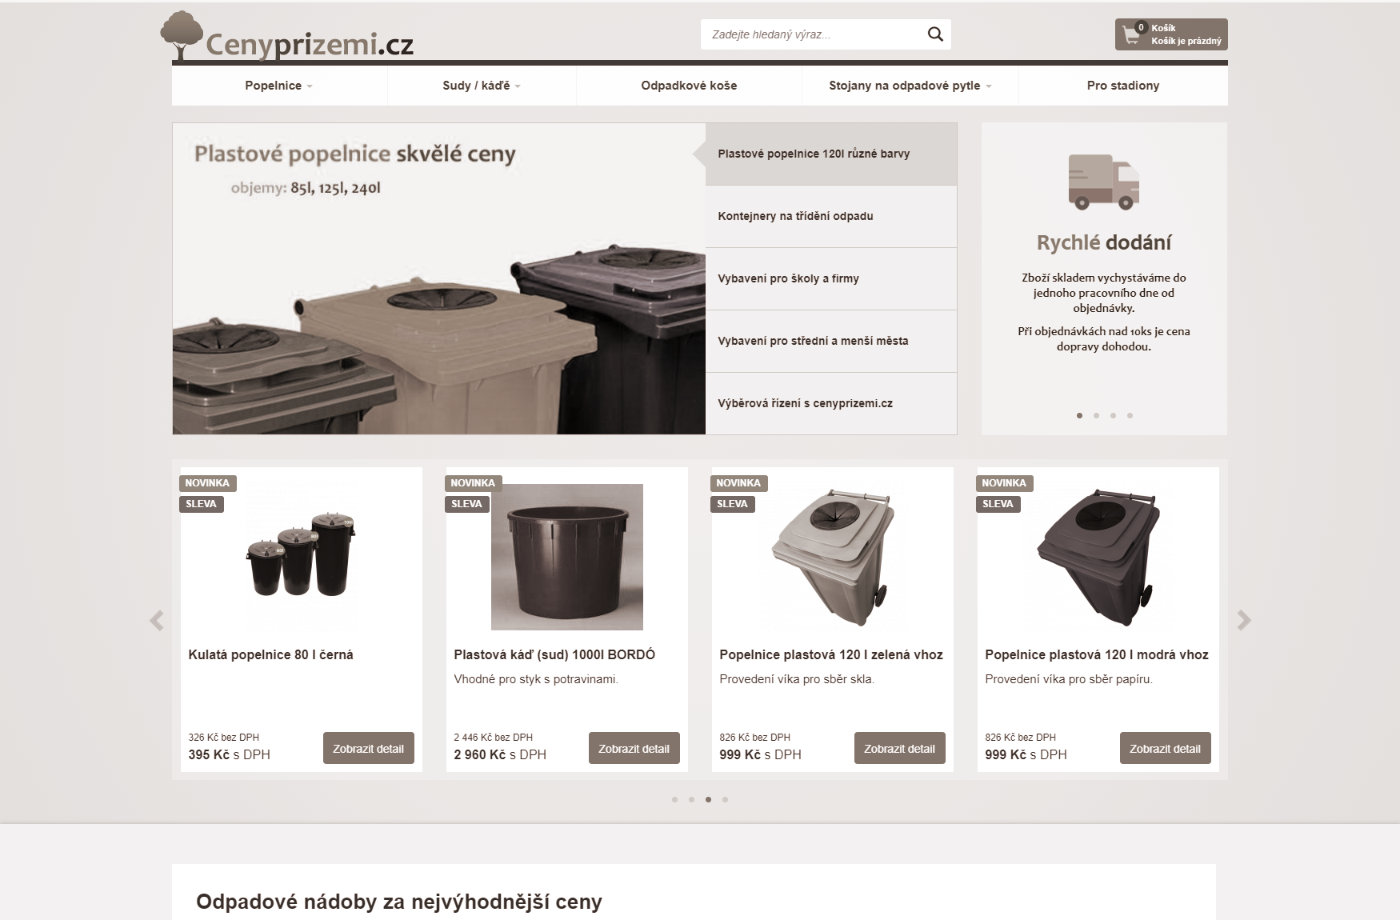 Cenyprizemi.cz
Zadejte hledaný výraz...
0
Košík
Košík je prázdný
Popelnice
Sudy / káďě
Odpadkové koše
Stojany na odpadové pytle
Pro stadiony
Plastové popelnice skvělé ceny
objemy: 85l, 125l, 240l
Plastové popelnice 120l různé barvy
Kontejnery na třídění odpadu
Vybavení pro školy a firmy
Vybavení pro střední a menší města
Výběrová řízení s cenyprizemi.cz
Rychlé dodání
Zboží skladem vychystáváme do
jednoho pracovního dne od
objednávky.
Při objednávkách nad 10ks je cena
dopravy dohodou.
NOVINKA
SLEVA
Kulatá popelnice 80 l černá
326 Kč bez DPH
395 Kč s DPH
Zobrazit detail
NOVINKA
SLEVA
Plastová káď (sud) 1000l BORDÓ
Vhodné pro styk s potravinami.
2 446 Kč bez DPH
2 960 Kč s DPH
Zobrazit detail
NOVINKA
SLEVA
Popelnice plastová 120 l zelená vhoz
Provedení víka pro sběr skla.
826 Kč bez DPH
999 Kč s DPH
Zobrazit detail
NOVINKA
SLEVA
Popelnice plastová 120 l modrá vhoz
Provedení víka pro sběr papíru.
826 Kč bez DPH
999 Kč s DPH
Zobrazit detail
Odpadové nádoby za nejvýhodnější ceny